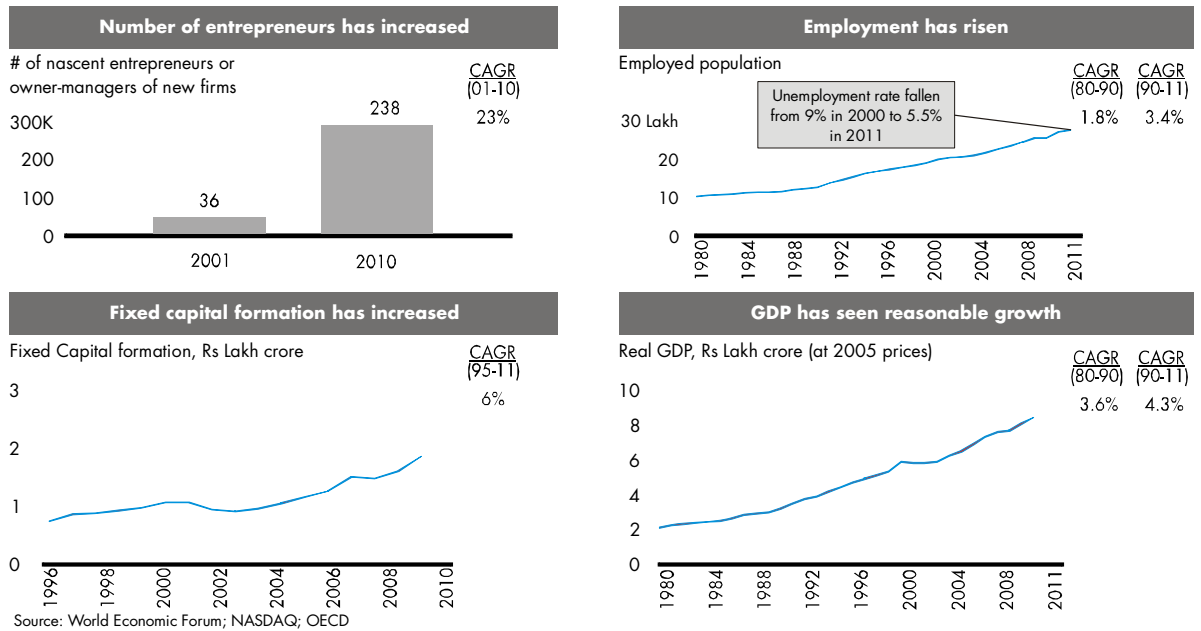 Number of entrepreneurs has increased
# of nascent entrepreneurs or
owner-managers of new firms
CAGR
(01-10)
23%
300K
200
100
0
36
238
2001
2010
Employment has risen
Employed population
CAGR
(80-90)
1.8%
CAGR
(90-11)
3.4%
Unemployment rate fallen
from 9% in 2000 to 5.5%
in 2011
30 Lakh
20
10
0
1980
1984
1988
1992
1996
2000
2004
2008
2011
Fixed capital formation has increased
Fixed Capital formation, Rs Lakh crore
CAGR
(95-11)
6%
3
2
1
0
1996
1998
2000
2002
2004
2006
2008
2010
GDP has seen reasonable growth
Real GDP, Rs Lakh crore (at 2005 prices)
CAGR
(80-90)
3.6%
CAGR
(90-11)
4.3%
10
8
6
4
2
0
1980
1984
1988
1992
1996
2000
2004
2008
2011
Source: World Economic Forum; NASDAQ; OECD